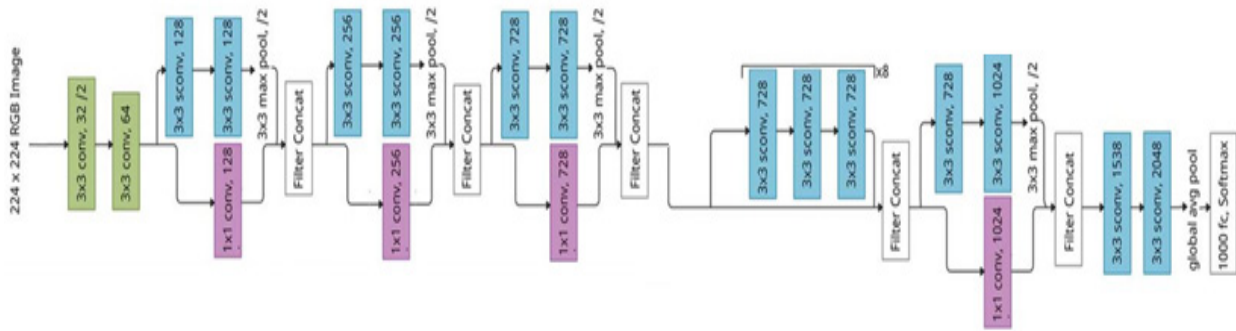 224 x 224 RGB Image
3x3 conv, 32 /2
3x3 conv, 64
3x3 sconv, 128
3x3 sconv, 128
3x3 max pool, /2
1x1 conv, 128
Filter Concat
3x3 sconv, 256
3x3 sconv, 256
3x3 max pool, /2
1x1 conv, 256
Filter Concat
3x3 sconv, 728
3x3 sconv, 728
3x3 max pool, /2
1x1 conv, 728
Filter Concat
3x3 sconv, 728
3x3 sconv, 728
3x3 sconv, 728
x8
Filter Concat
3x3 sconv, 728
3x3 sconv, 1024
3x3 max pool, /2
1x1 conv, 1024
Filter Concat
3x3 sconv, 1538
3x3 sconv, 2048
global avg pool
1000 fc, Softmax